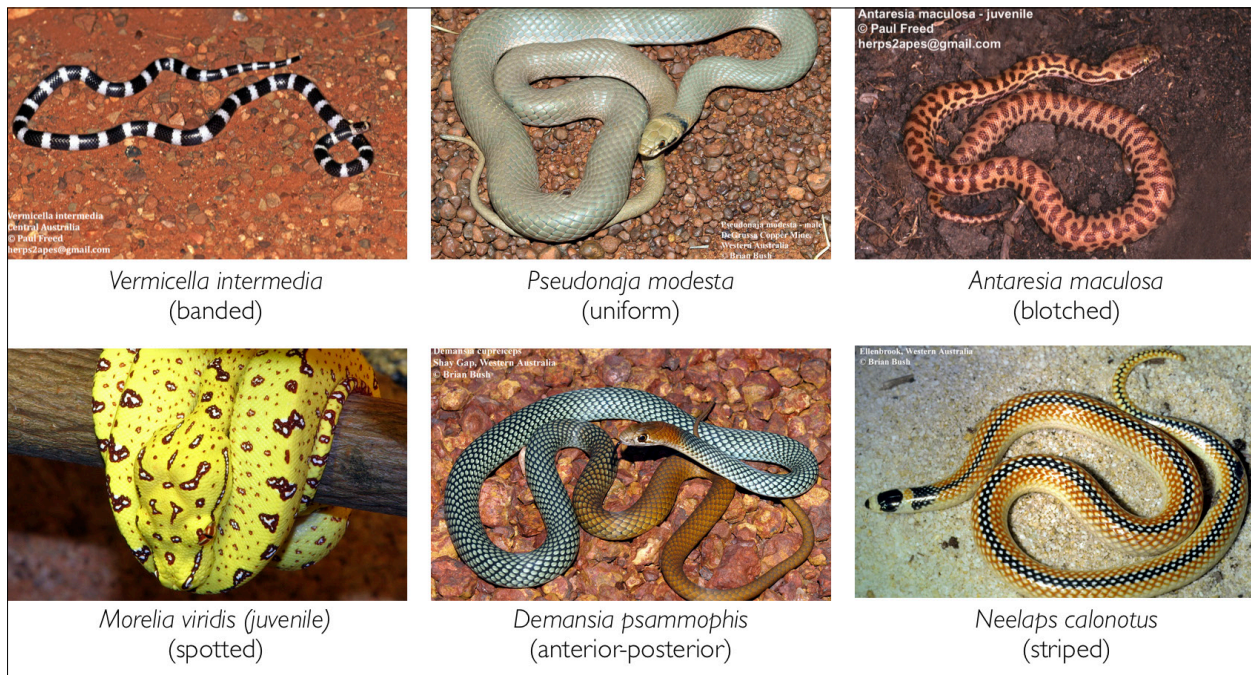 Vermicella intermedia
Central Australia
© Paul Freed
herps2apes@gmail.com
Pseudonaja modesta - male
DeGrussa Copper Mine,
Western Australia
© Brian Bush
Antaresia maculosa - juvenile
© Paul Freed
herps2apes@gmail.com
Vermicella intermedia
(banded)
Pseudonaja modesta
(uniform)
Antaresia maculosa
(blotched)
Demansia cupreiceps
Shay Gap, Western Australia
© Brian Bush
Ellenbrook, Western Australia
© Brian Bush
Morelia viridis (juvenile)
(spotted)
Demansia psammophis
(anterior-posterior)
Neelaps calonotus
(striped)